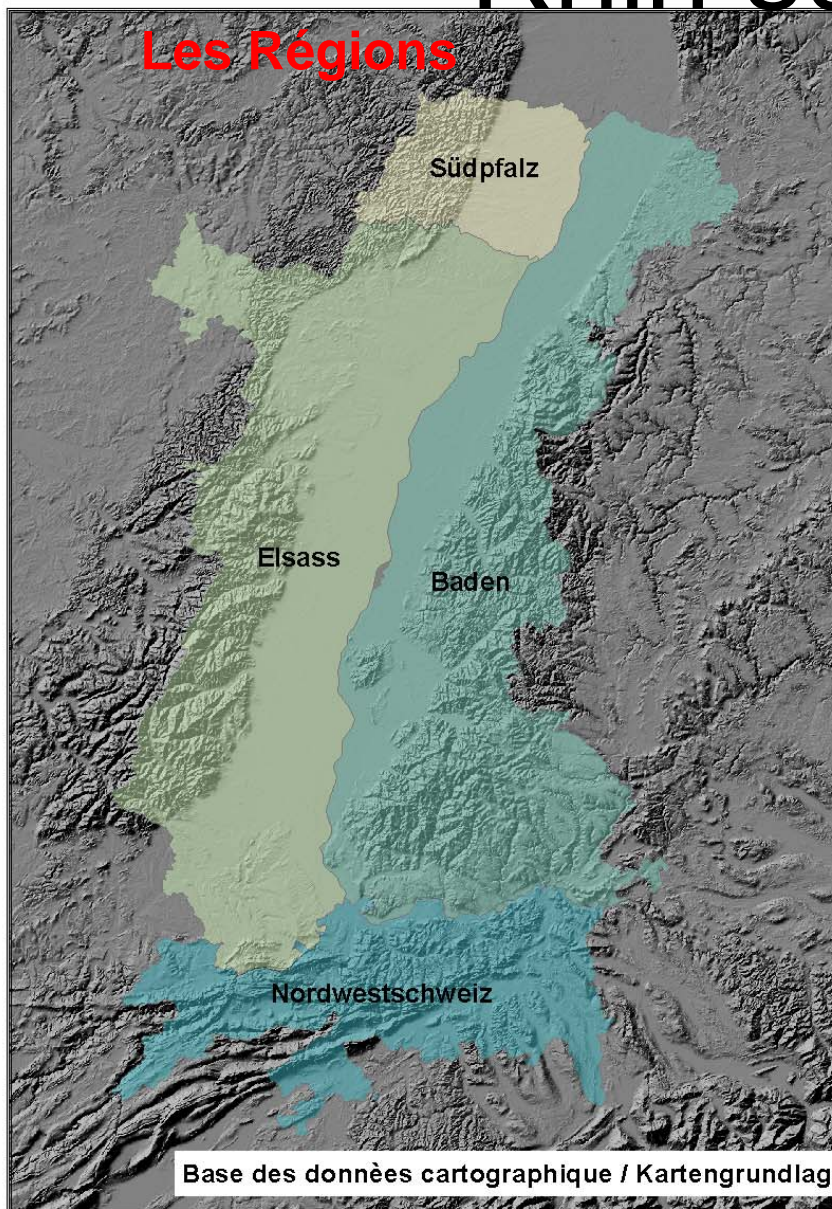 Les Régions
Südpfalz
Elsass
Baden
Nordwestschweiz
Base des donnèes cartographique / Kartengrundlag